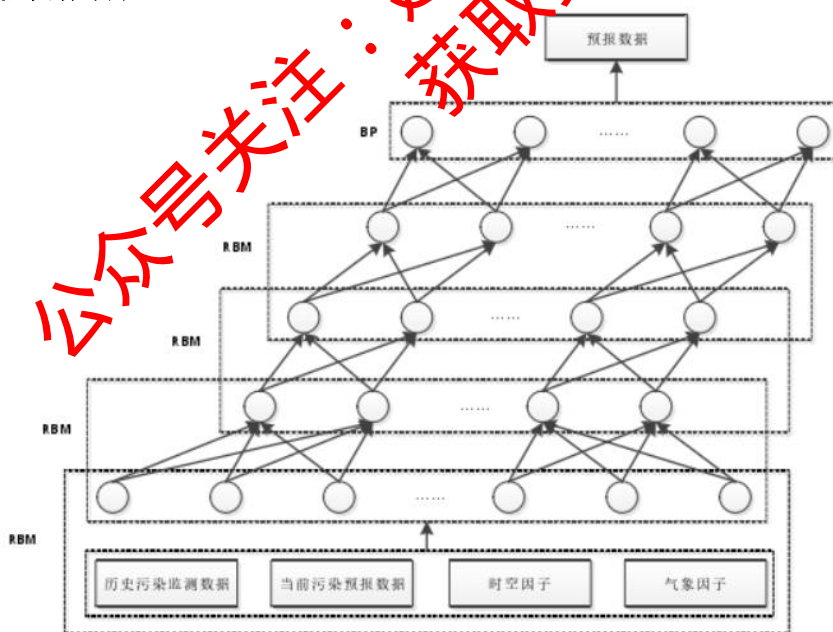 预报数据
BP
……
RBM
……
RBM
……
RBM
……
RBM
……
历史污染监测数据
当前污染预报数据
时空因子
气象因子
公众号关注：
获取